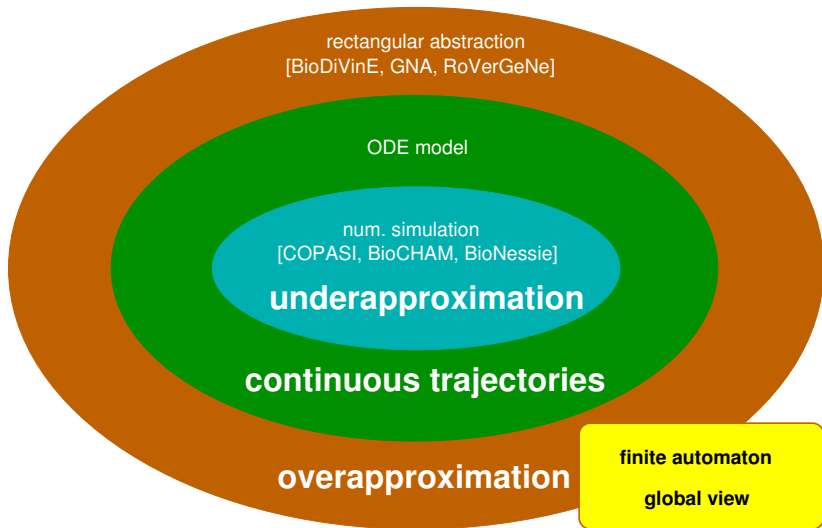 rectangular abstraction
[BioDiVinE, GNA, RoVerGeNe]
ODE model
num. simulation
[COPASI, BioCHAM, BioNessie]
underapproximation
continuous trajectories
overapproximation
finite automaton
global view